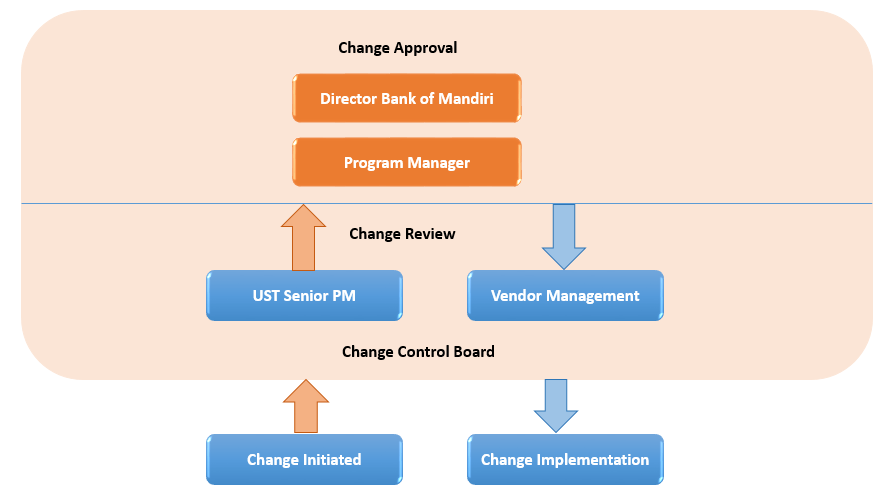 Change Approval
Director Bank of Mandiri
Program Manager
Change Review
UST Senior PM
Vendor Management
Change Control Board
Change Initiated
Change Implementation